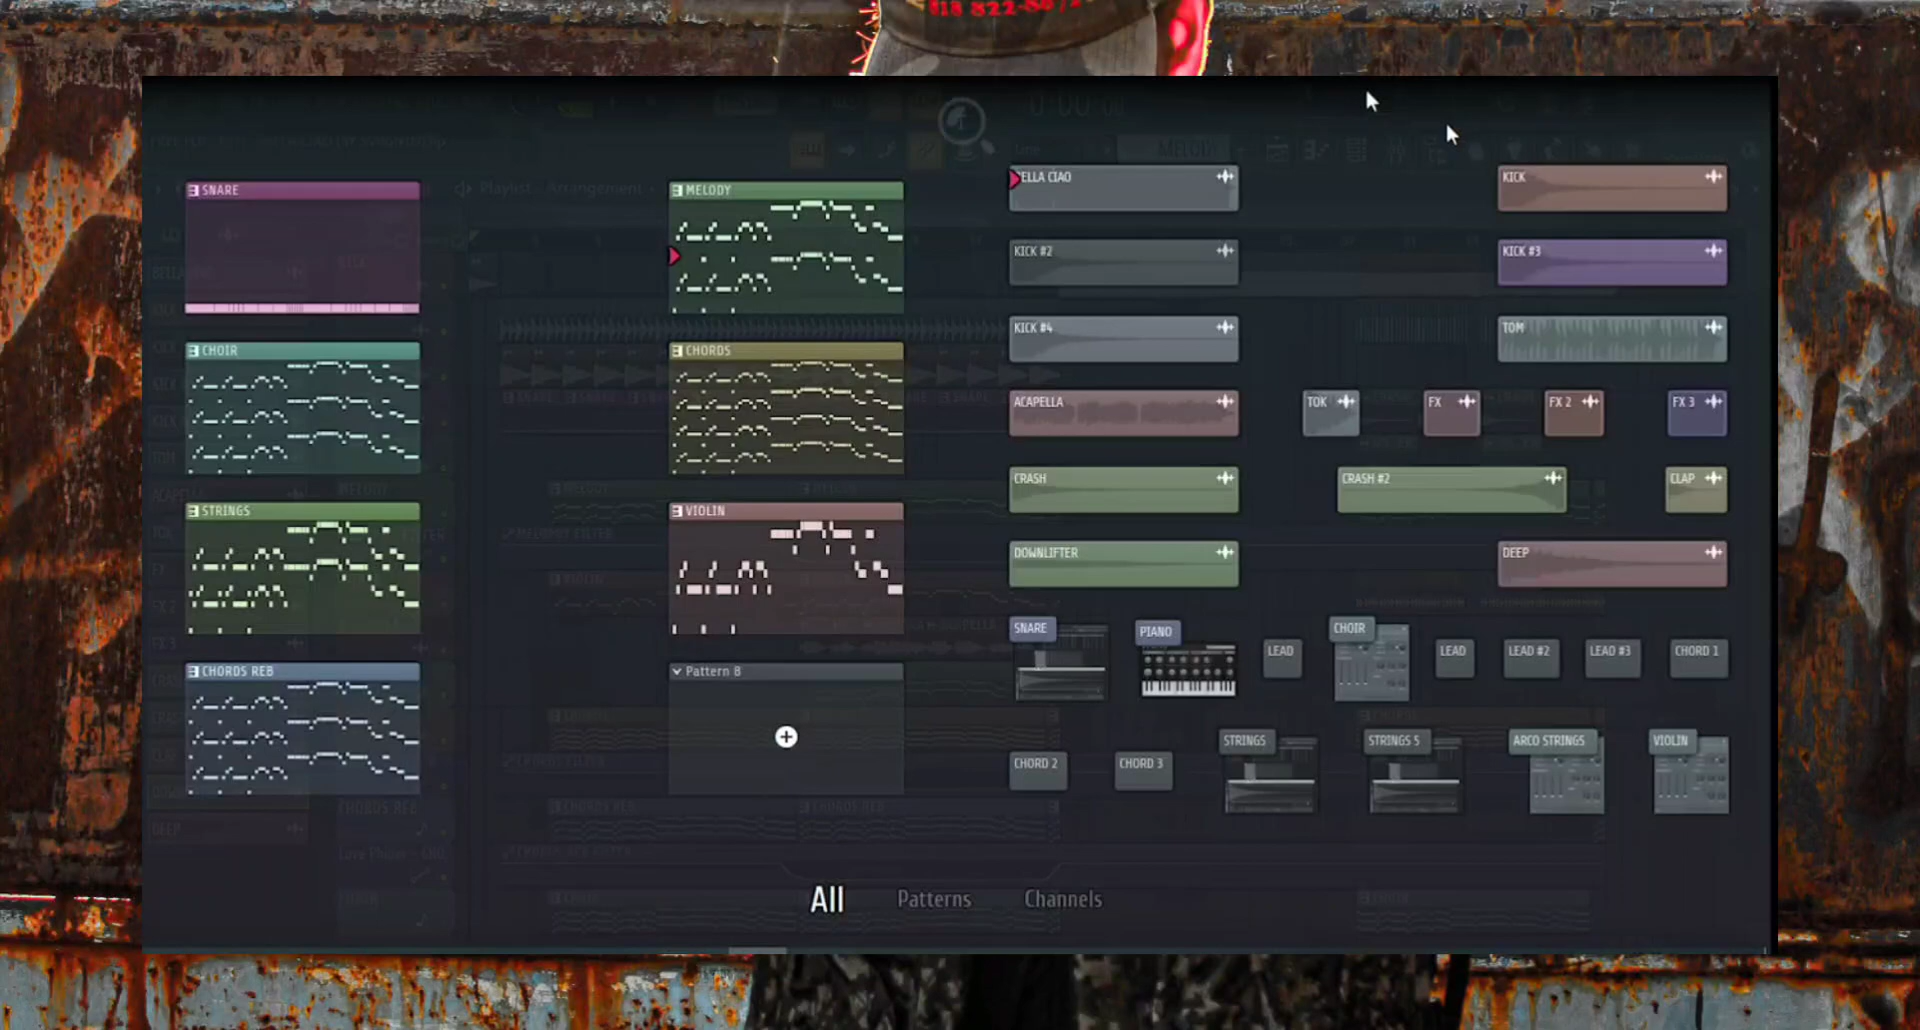 SNARE
MELODY
CHOIR
CHORDS
STRINGS
VIOLIN
CHORDS REB
Pattern 8
ELLA CIAO
KICK
KICK #2
KICK #3
KICK #4
TOM
ACAPELLA
TOK
FX
FX 2
FX 3
CRASH
CRASH #2
CLAP
DOWNLIFTER
DEEP
SNARE
PIANO
LEAD
CHOIR
LEAD
LEAD #2
LEAD #3
CHORD 1
CHORD 2
CHORD 3
STRINGS
STRINGS 5
ARCO STRINGS
VIOLIN
All
Patterns
Channels